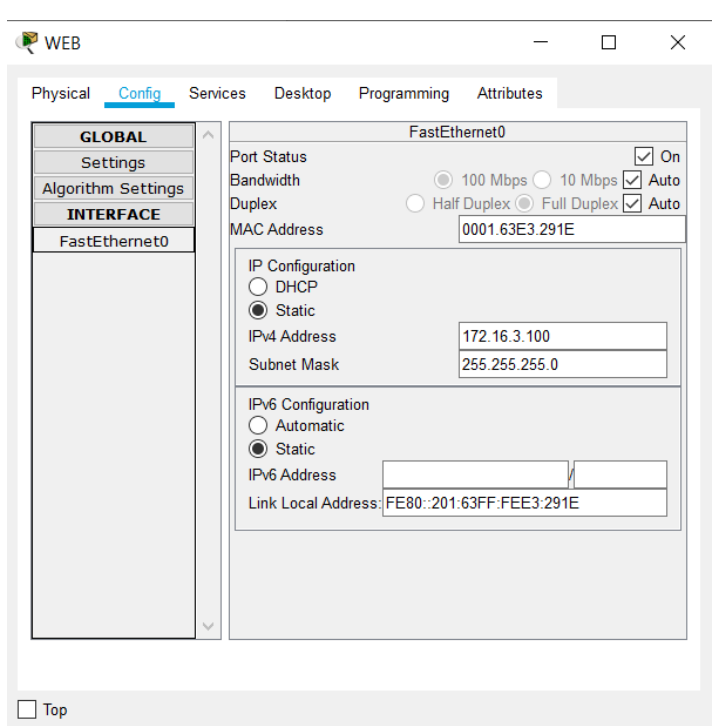 WEB
Physical Config Services Desktop Programming Attributes
GLOBAL
Settings
Algorithm Settings
INTERFACE
FastEthernet0
FastEthernet0
Port Status On
Bandwidth 100 Mbps 10 Mbps Auto
Duplex Half Duplex Full Duplex Auto
MAC Address 0001.63E3.291E
IP Configuration
DHCP
Static
IPv4 Address 172.16.3.100
Subnet Mask 255.255.255.0
IPv6 Configuration
Automatic
Static
IPv6 Address /
Link Local Address: FE80::201:63FF:FEE3:291E
Top